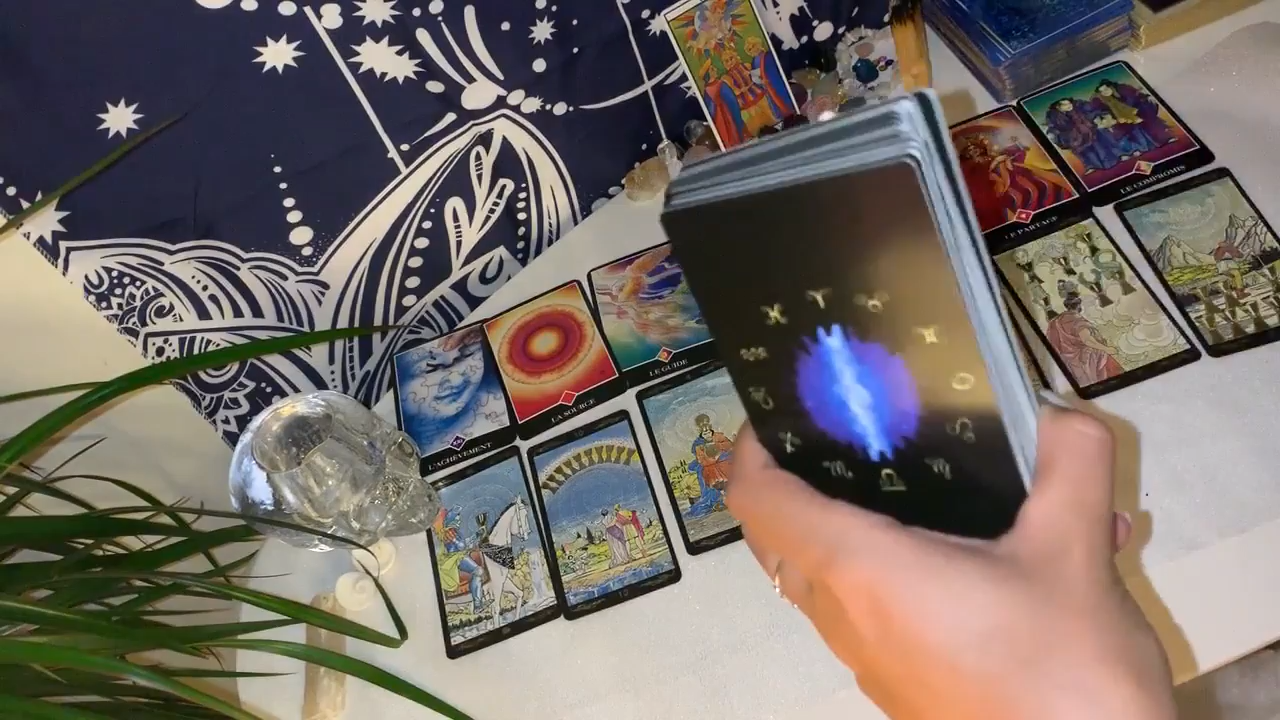 L'ACHÈVEMENT
LA SOURCE
LE GUIDE
LE PARTAGE
LE COMPROMIS